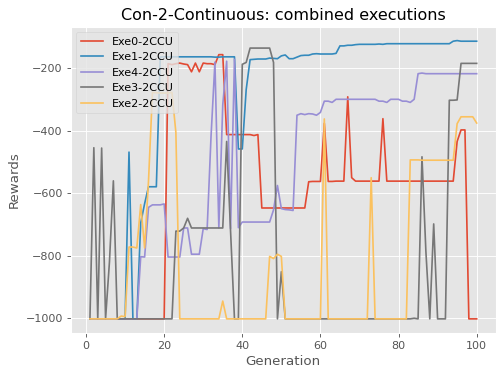 Con-2-Continuous: combined executions
Exe0-2CCU
Exe1-2CCU
Exe4-2CCU
Exe3-2CCU
Exe2-2CCU
Rewards
−200
−400
−600
−800
−1000
0 20 40 60 80 100
Generation